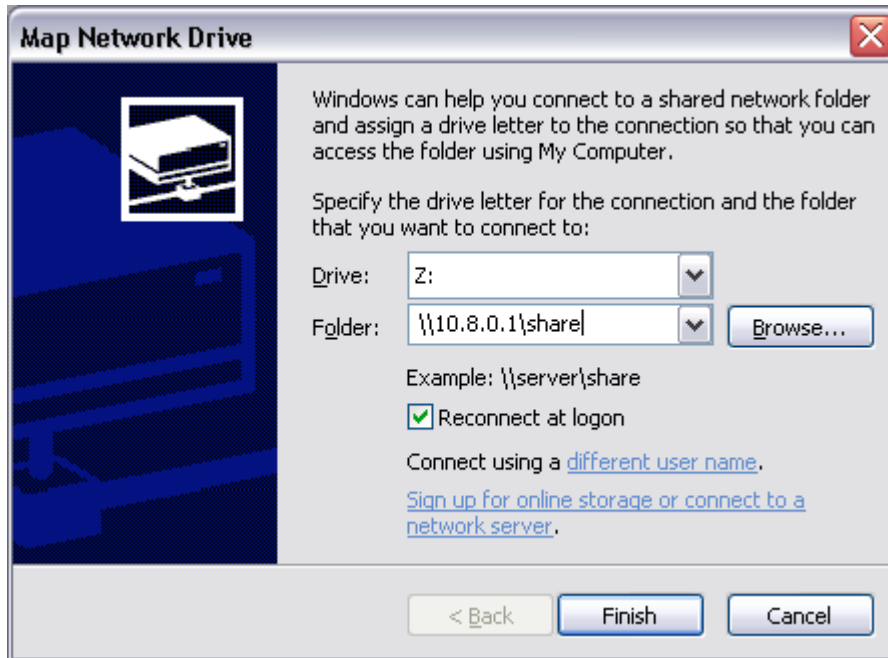 Map Network Drive
Windows can help you connect to a shared network folder
and assign a drive letter to the connection so that you can
access the folder using My Computer.
Specify the drive letter for the connection and the folder
that you want to connect to:
Drive: Z:
Folder: \\10.8.0.1\share Browse...
Example: \\server\share
Reconnect at logon
Connect using a different user name.
Sign up for online storage or connect to a
network server.
< Back Finish Cancel